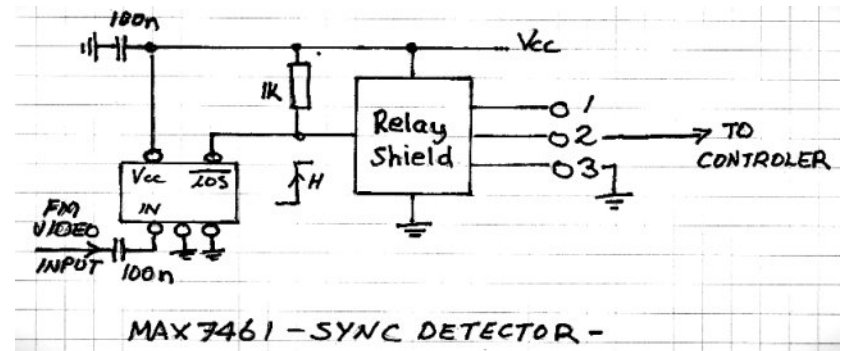 100n
Vcc
1K
Relay
Shield
1
2
3
TO
CONTROLER
Vcc
LOS
IN
H
FM
VIDEO
INPUT
100n
MAX7461 - SYNC DETECTOR -